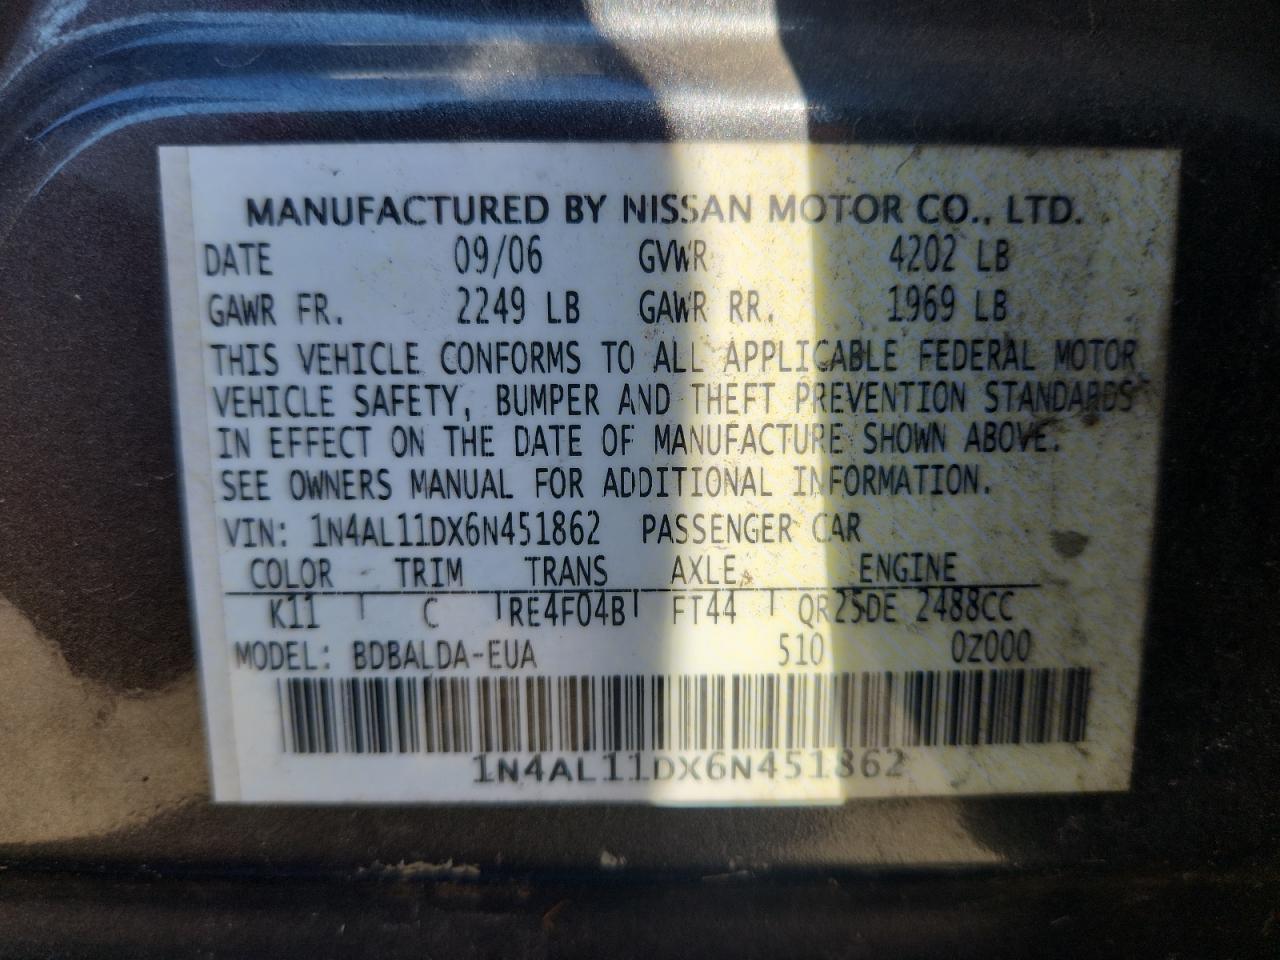 MANUFACTURED BY NISSAN MOTOR CO., LTD.
DATE 09/06 GVWR 4202 LB
GAWR FR. 2249 LB GAWR RR. 1969 LB
THIS VEHICLE CONFORMS TO ALL APPLICABLE FEDERAL MOTOR
VEHICLE SAFETY, BUMPER AND THEFT PREVENTION STANDARDS
IN EFFECT ON THE DATE OF MANUFACTURE SHOWN ABOVE.
SEE OWNERS MANUAL FOR ADDITIONAL INFORMATION.
VIN: 1N4AL11DX6N451862 PASSENGER CAR
COLOR TRIM TRANS AXLE ENGINE
K11 C RE4F04B FT44 QR25DE 2488CC
MODEL: BDBALDA-EUA 510 0Z000
1N4AL11DX6N451862